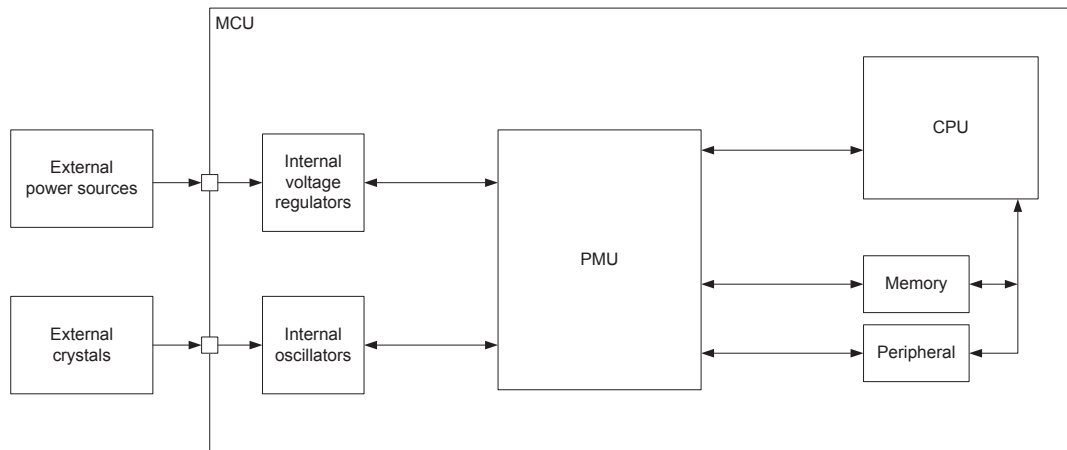 MCU
CPU
External
power sources
Internal
voltage
regulators
PMU
Memory
External
crystals
Internal
oscillators
Peripheral